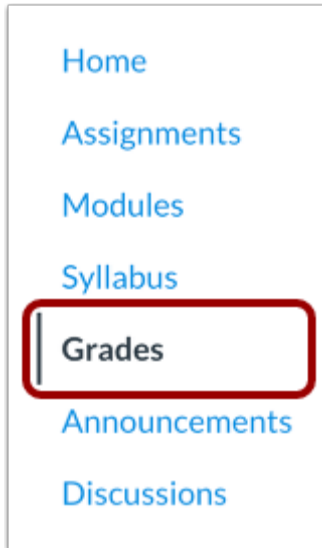 Home
Assignments
Modules
Syllabus
Grades
Announcements
Discussions